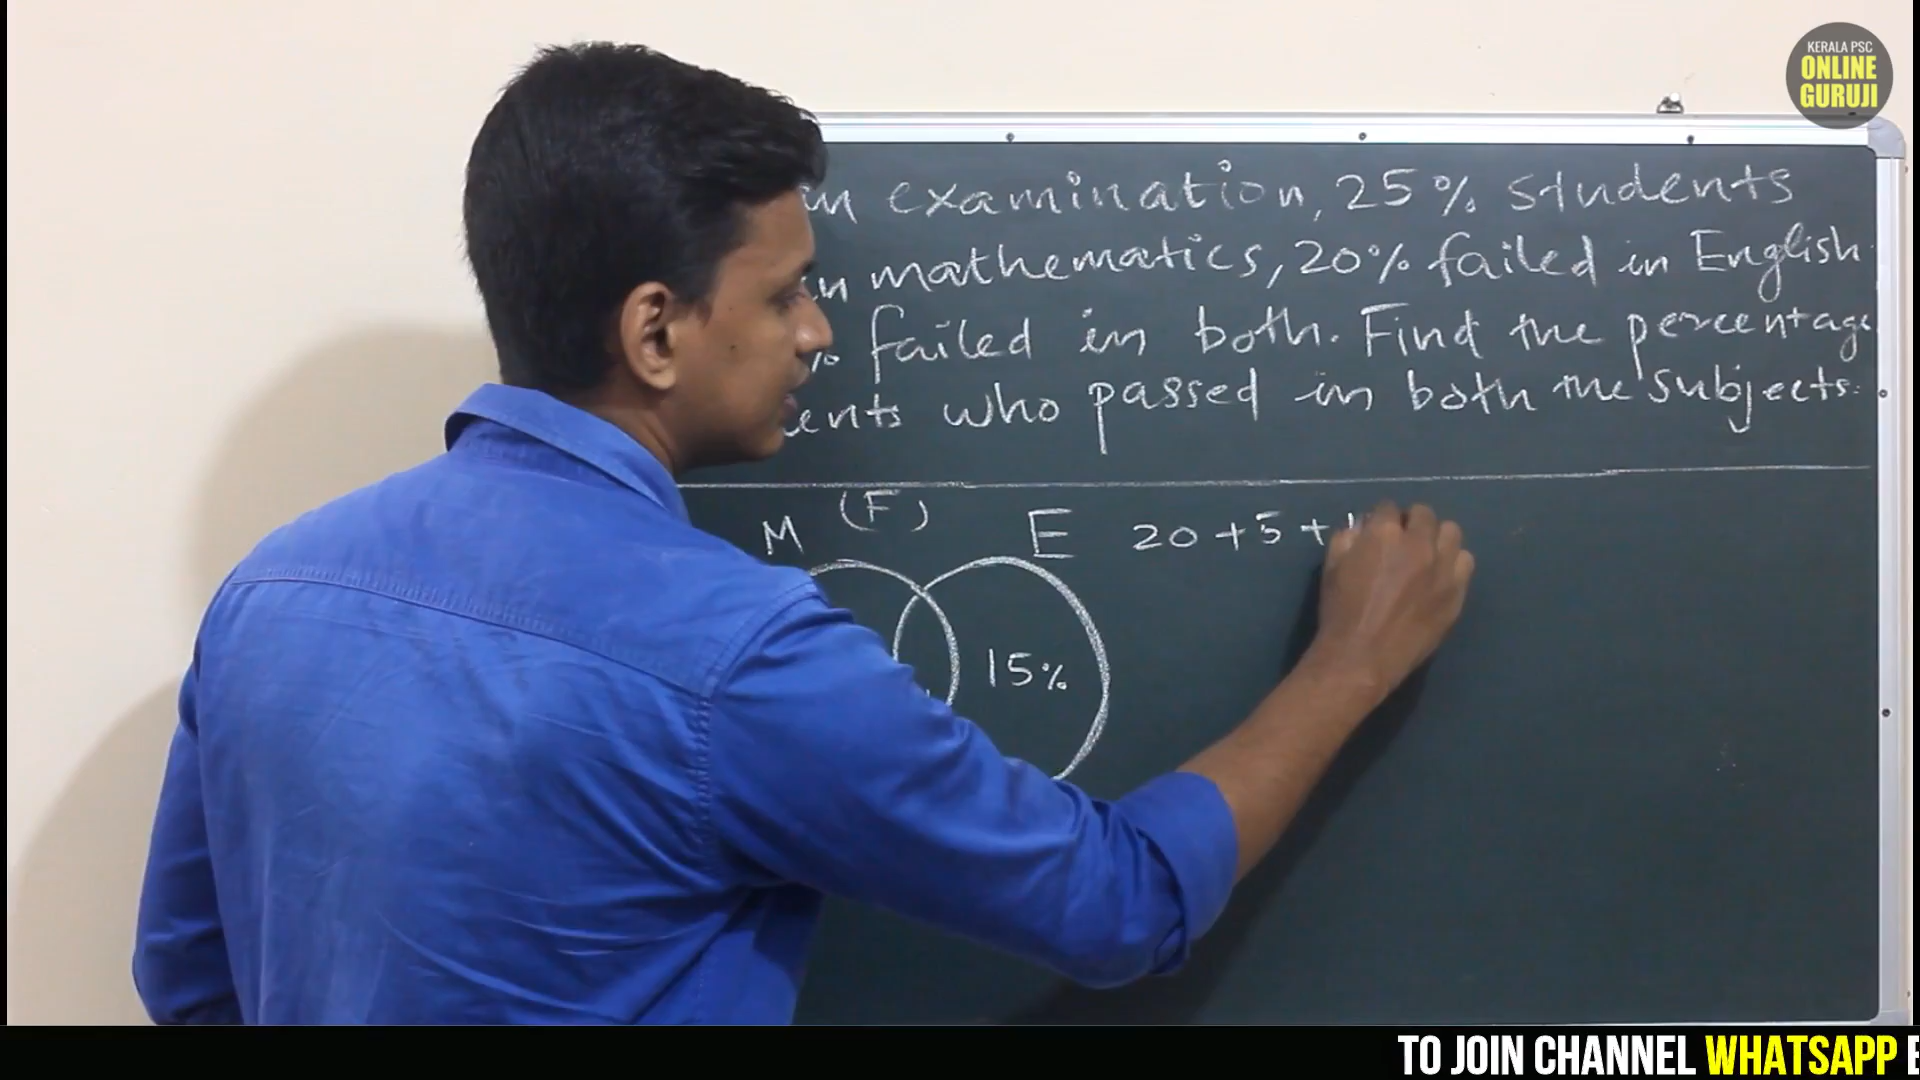 KERALA PSC
ONLINE
GURUJI
examination, 25% students
in mathematics, 20% failed in English
% failed in both. Find the percentage
who passed in both the subjects.
M (F) E 20 + 5 +
15%
TO JOIN CHANNEL WHATSAPP